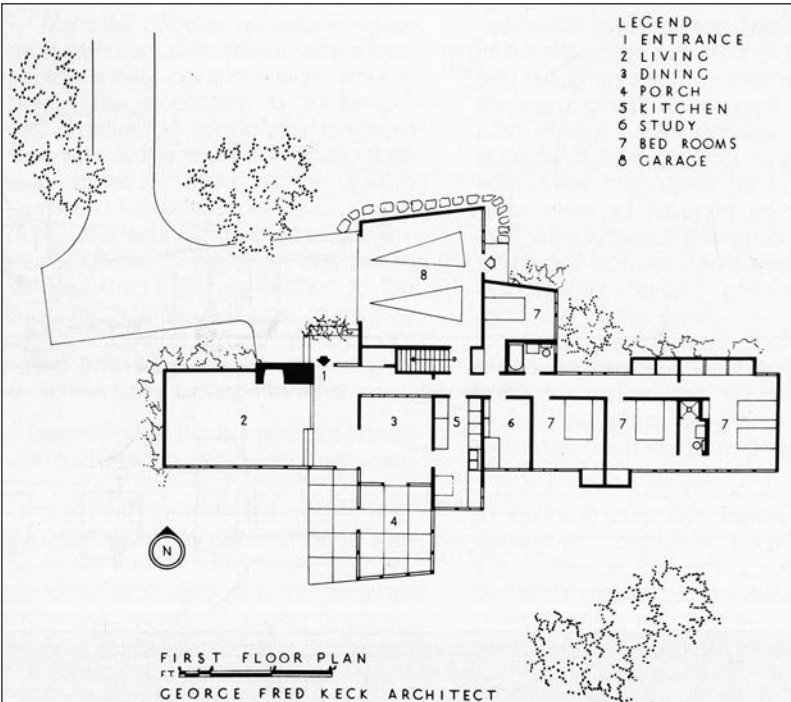 LEGEND
1 ENTRANCE
2 LIVING
3 DINING
4 PORCH
5 KITCHEN
6 STUDY
7 BED ROOMS
8 GARAGE
8
7
1
2
3
5
6
7
7
7
4
N
FIRST FLOOR PLAN
FT
GEORGE FRED KECK ARCHITECT